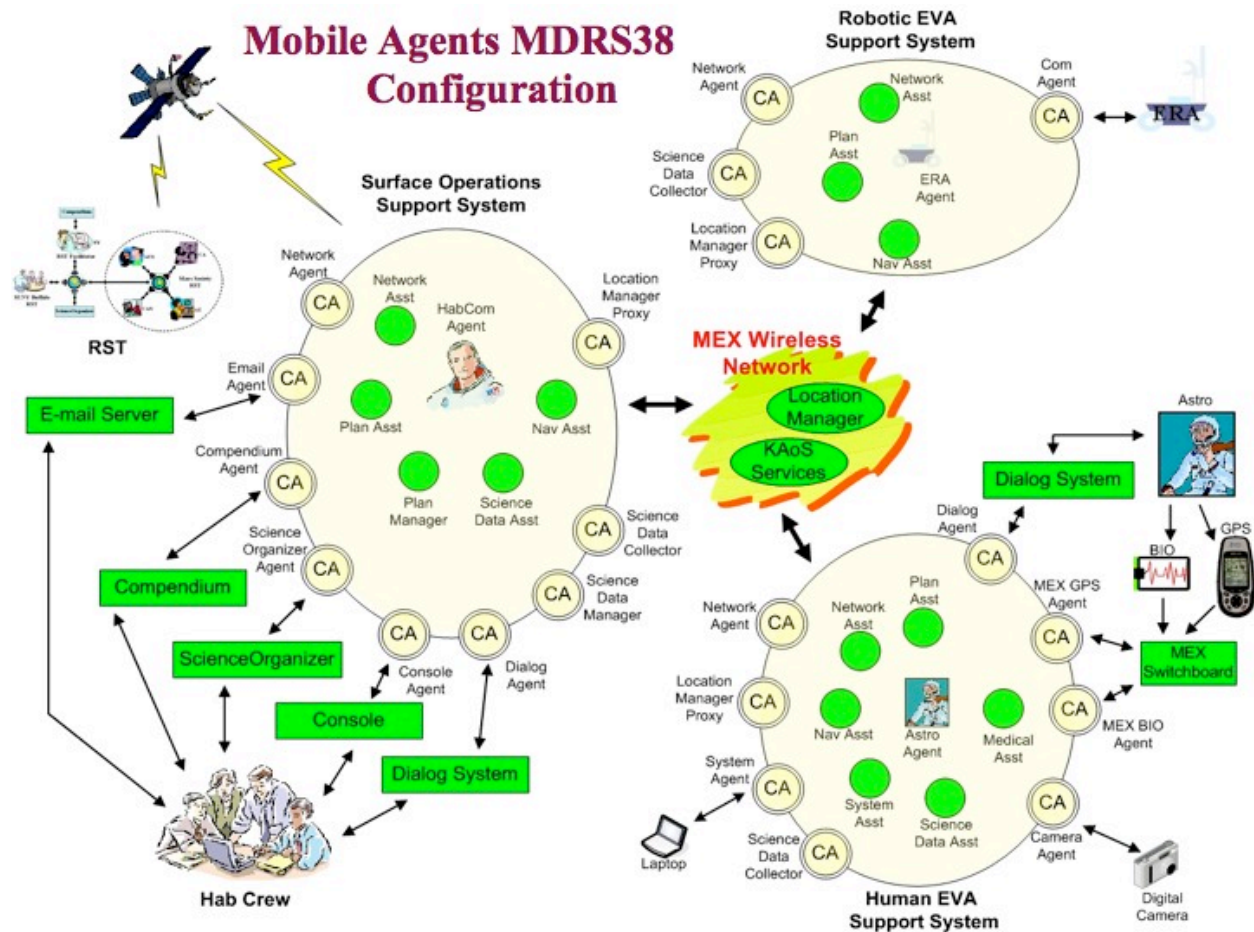 Mobile Agents MDRS38
Configuration
Robotic EVA
Support System
Network
Agent
CA
Network
Asst
Com
Agent
CA
ERA
Plan
Asst
Science
Data
Collector
CA
ERA
Agent
Location
Manager
Proxy
CA
Nav Asst
Surface Operations
Support System
RST
Network
Agent
CA
Network
Asst
HabCom
Agent
Location
Manager
Proxy
CA
Email
Agent
CA
E-mail Server
Plan Asst
Nav Asst
Compendium
Agent
CA
Plan
Manager
Science
Data Asst
Science
Organizer
Agent
CA
Science
Data
Collector
CA
Science
Data
Manager
CA
Compendium
ScienceOrganizer
CA
Console
Agent
CA
Dialog
Agent
Console
Dialog System
Hab Crew
MEX Wireless
Network
Location
Manager
KAoS
Services
Astro
Dialog System
GPS
BIO
Dialog
Agent
CA
MEX GPS
Agent
CA
MEX
Switchboard
Network
Agent
CA
Network
Asst
Plan
Asst
Location
Manager
Proxy
CA
Nav Asst
Astro
Agent
Medical
Asst
CA
MEX BIO
Agent
System
Agent
CA
System
Asst
Science
Data Asst
CA
Camera
Agent
Laptop
Science
Data
Collector
CA
Digital
Camera
Human EVA
Support System